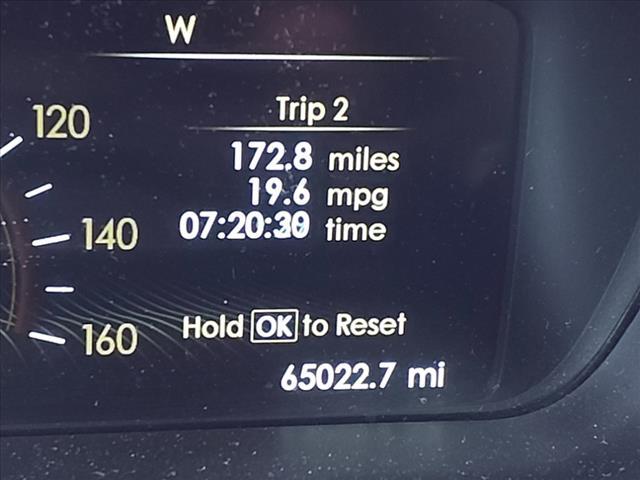 W
Trip 2
120
172.8 miles
19.6 mpg
140
07:20:30 time
160
Hold OK to Reset
65022.7 mi